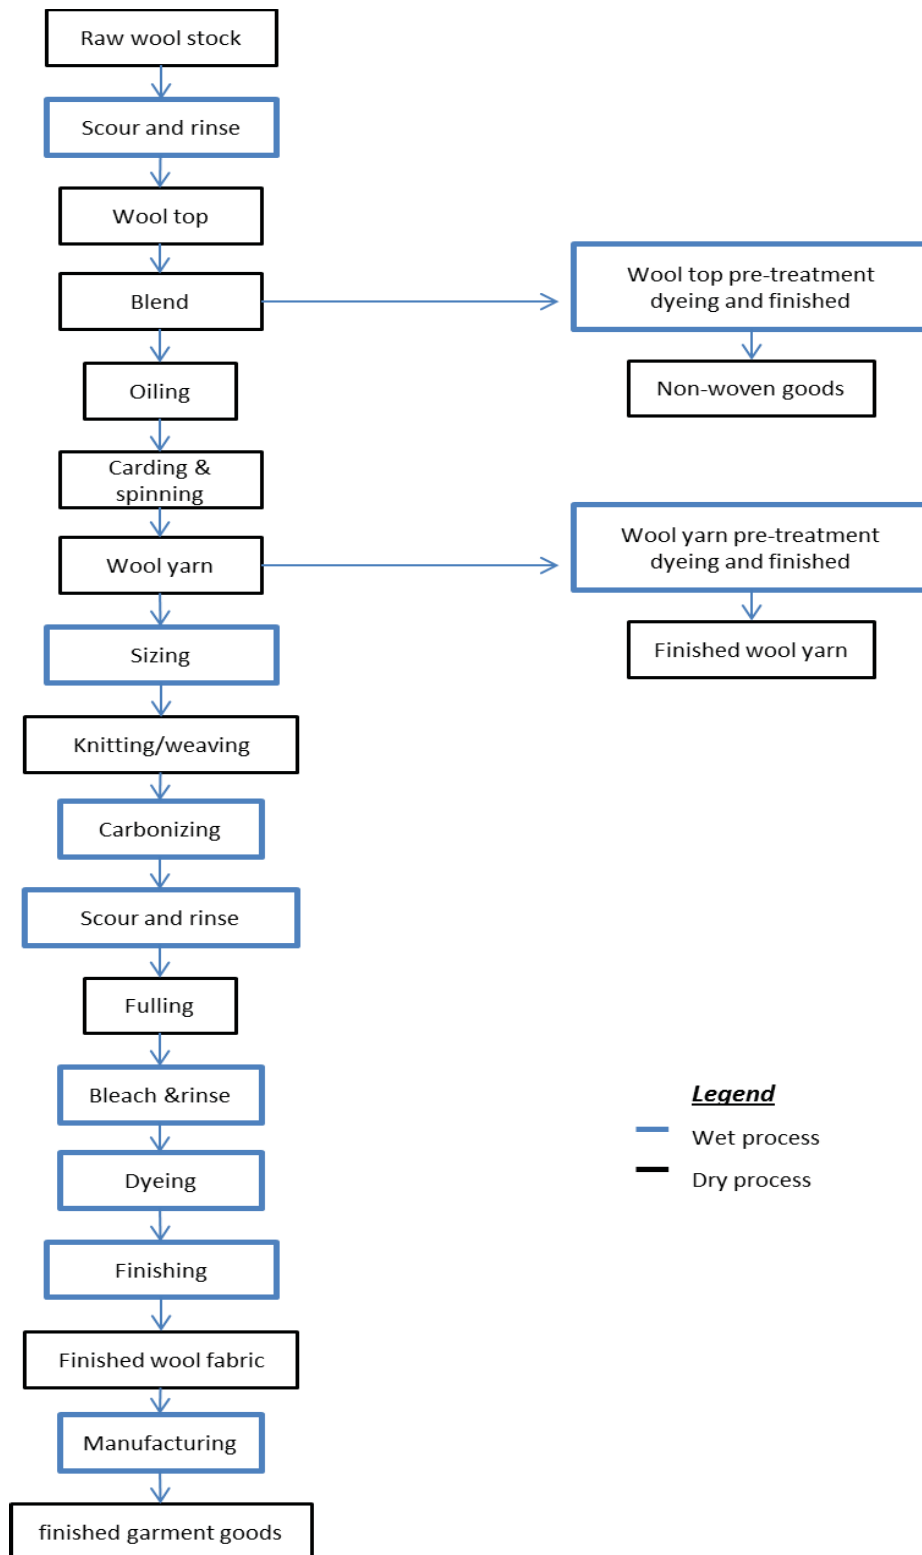 Raw wool stock
Scour and rinse
Wool top
Blend
Wool top pre-treatment
dyeing and finished
Oiling
Non-woven goods
Carding &
spinning
Wool yarn
Wool yarn pre-treatment
dyeing and finished
Sizing
Finished wool yarn
Knitting/weaving
Carbonizing
Scour and rinse
Fulling
Bleach &rinse
Dyeing
Finishing
Finished wool fabric
Manufacturing
finished garment goods
Legend
Wet process
Dry process